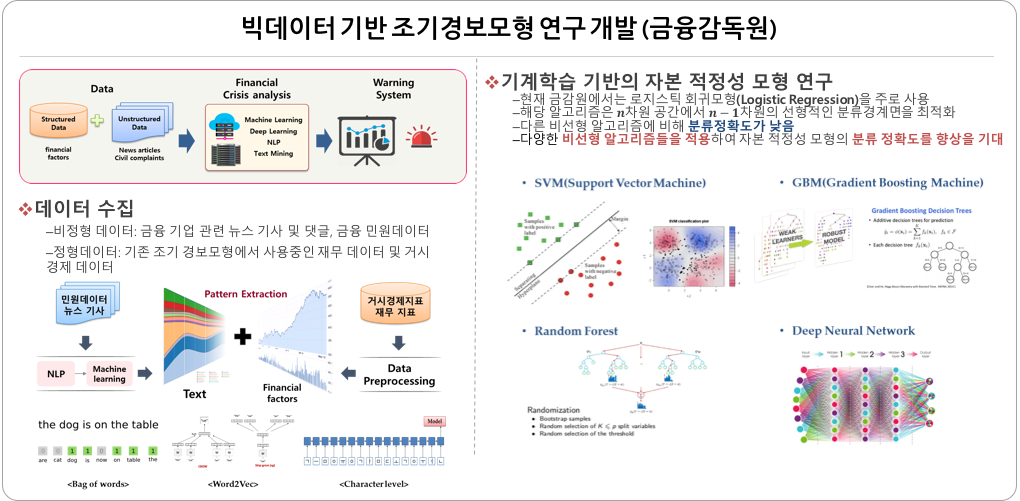 빅데이터 기반 조기경보모형 연구 개발 (금융감독원)
Data
Financial
Crisis analysis
Warning
System
Structured
Data
Unstructured
Data
financial
factors
News articles
Civil complaints
Machine Learning
Deep Learning
NLP
Text Mining
데이터 수집
–비정형 데이터: 금융 기업 관련 뉴스 기사 및 댓글, 금융 민원데이터
–정형데이터: 기존 조기 경보모형에서 사용중인 재무 데이터 및 거시
경제 데이터
민원데이터
뉴스 기사
NLP
Machine
learning
Pattern Extraction
Text
Financial
factors
거시경제지표
재무 지표
Data
Preprocessing
the dog is on the table
0 0 1 1 0 1 1 1
are cat dog is now on table the
<Bag of words>
<Word2Vec>
Model
<Character level>
기계학습 기반의 자본 적정성 모형 연구
–현재 금감원에서는 로지스틱 회귀모형(Logistic Regression)을 주로 사용
–해당 알고리즘은 n차원 공간에서 n − 1차원의 선형적인 분류경계면을 최적화
–다른 비선형 알고리즘에 비해 분류정확도가 낮음
–다양한 비선형 알고리즘들을 적용하여 자본 적정성 모형의 분류 정확도를 향상을 기대
• SVM(Support Vector Machine)
Samples
with positive
label
Margin
Samples
with negative
label
Supporting
Hyperplane
SVM classification plot
• GBM(Gradient Boosting Machine)
WEAK
LEARNERS
ROBUST
MODEL
Gradient Boosting Decision Trees
• Additive decision trees for prediction
• Each decision tree
• Random Forest
Randomization
• Bootstrap samples
• Random selection of K ⩽ p split variables
• Random selection of the threshold
• Deep Neural Network
Input
layer
Hidden
layer 1
Hidden
layer 2
Hidden
layer 3
Output
layer